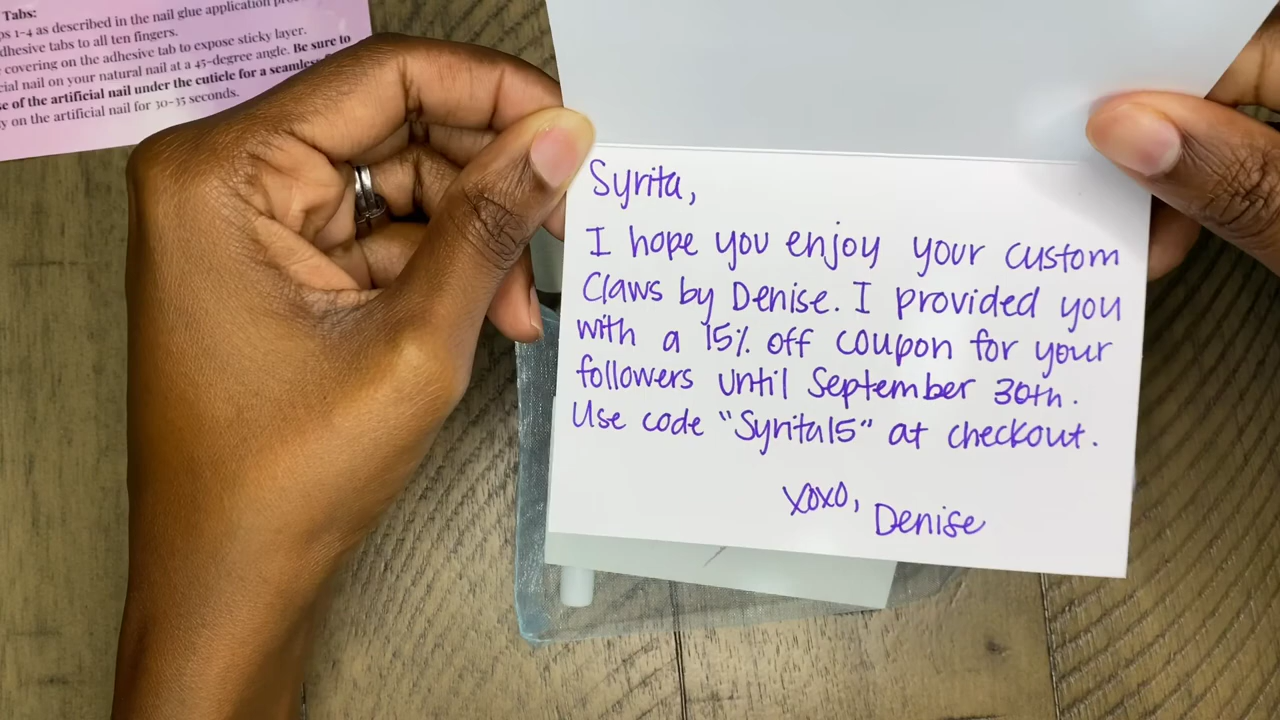 Tabs:
ps 1-4 as described in the nail glue application
dhesive tabs to all ten fingers.
covering on the adhesive tab to expose sticky layer.
cial nail on your natural nail at a 45-degree angle. Be sure to
se of the artificial nail under the cuticle for a
y on the artificial nail for 30-35 seconds.
Syrita,
I hope you enjoy your custom
Claws by Denise. I provided you
with a 15% off coupon for your
followers until September 30th.
Use code "Syrita15" at checkout.
xoxo, Denise